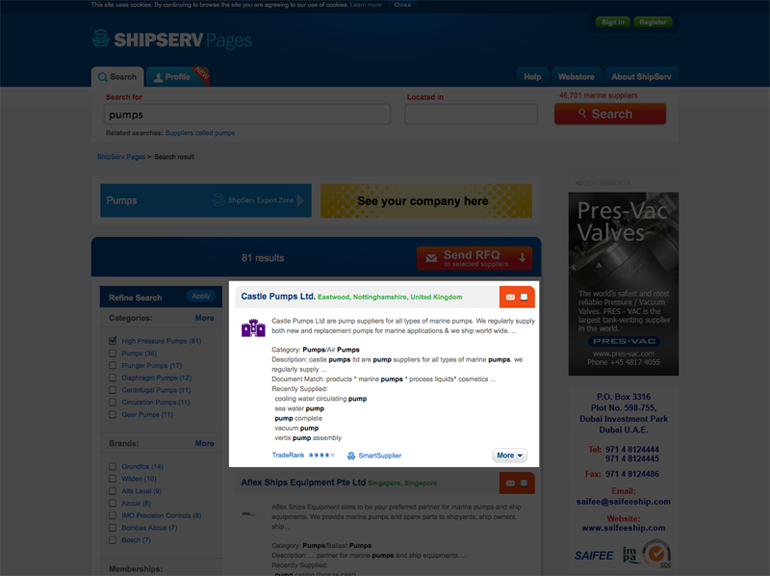 This site uses cookies. By continuing to browse the site you are agreeing to our use of cookies. Learn more Close
Sign in Register
SHIPSERV Pages
Search Profile NEW Help Webstore About ShipServ
Search for Located in 46,701 marine suppliers
pumps Search
Related searches: Suppliers called pumps
ShipServ Pages > Search result
Pumps ShipServ Expert Zone See your company here
ADVERTISEMENTS
81 results Send RFQ
to selected suppliers
Refine Search Apply
Categories: More
High Pressure Pumps (81)
Pumps (36)
Plunger Pumps (17)
Diaphragm Pumps (12)
Centrifugal Pumps (11)
Circulation Pumps (11)
Gear Pumps (11)
Brands: More
Grundfos (14)
Wilden (10)
Alfa Laval (9)
Azcue (8)
IMO Precision Controls (8)
Bombas Azcue (7)
Bosch (7)
Memberships:
Castle Pumps Ltd. Eastwood, Nottinghamshire, United Kingdom
Castle Pumps Ltd are pump suppliers for all types of marine pumps. We regularly supply
both new and replacement pumps for marine applications & we ship world wide. ...
Category: Pumps/Air Pumps
Description: castle pumps ltd are pump suppliers for all types of marine pumps. we
regularly supply ...
Document Match: products * marine pumps * process liquids* cosmetics ...
Recently Supplied:
cooling water circulating pump
sea water pump
pump complete
vacuum pump
vertix pump assembly
TradeRank SmartSupplier More
Aflex Ships Equipment Pte Ltd Singapore, Singapore
Aflex Ships Equipment aims to be your preferred partner for marine pumps and ship
equipments. We provide marine pumps and spare parts to shipyards, ship owners,
ship...
Category: Pumps/Ballast Pumps
Description: ... partner for marine pumps and ship equipments. ...
Recently Supplied:
pump casing (bronze case)
Pres-Vac
Valves
The world's safest and most
reliable Pressure / Vacuum
Valves. PRES - VAC is the
largest tank-venting supplier
in the world.
PRES-VAC
www.pres-vac.com
Phone +45 4817 4055
P.O. Box 3316
Plot No. 598-755,
Dubai Investment Park
Dubai U.A.E.
Tel: 971 4 8124444
971 4 8124445
Fax: 971 4 8124486
Email:
saifee@saifeeship.com
Website:
www.saifeeship.com
SAIFEE impa SGS